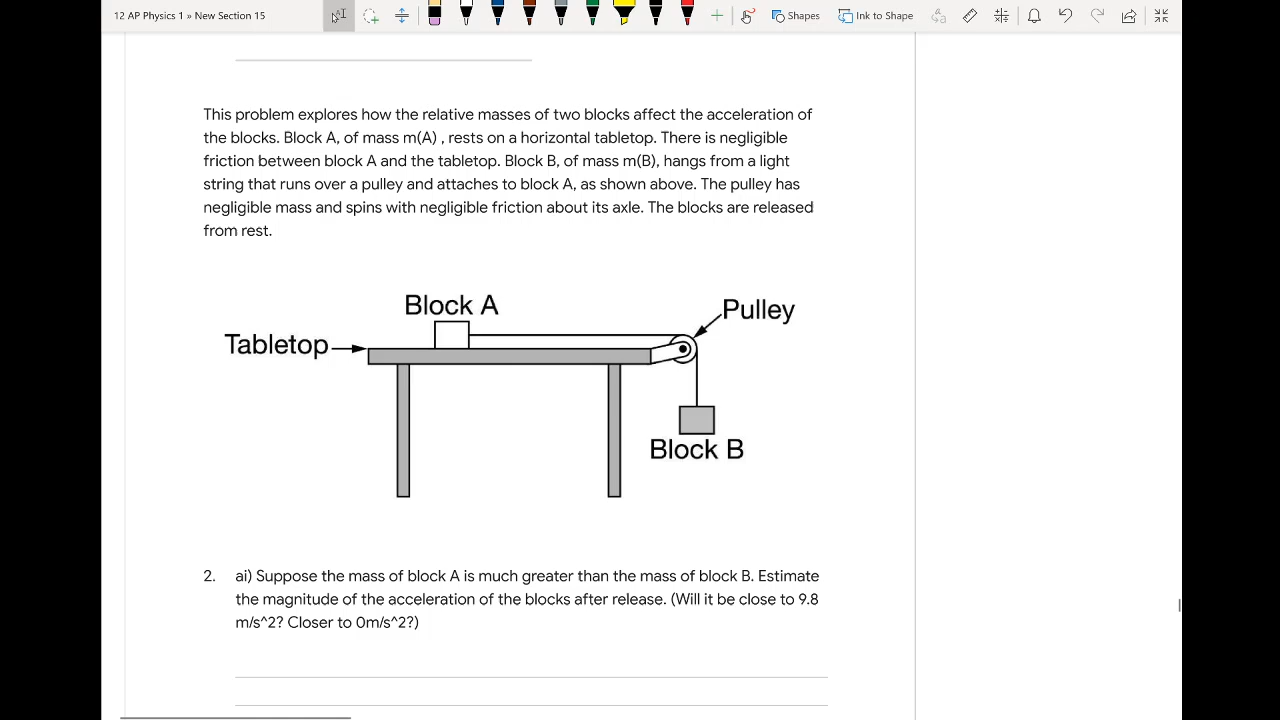 12 AP Physics 1 » New Section 15
Shapes
Ink to Shape
This problem explores how the relative masses of two blocks affect the acceleration of
the blocks. Block A, of mass m(A) , rests on a horizontal tabletop. There is negligible
friction between block A and the tabletop. Block B, of mass m(B), hangs from a light
string that runs over a pulley and attaches to block A, as shown above. The pulley has
negligible mass and spins with negligible friction about its axle. The blocks are released
from rest.
Block A
Pulley
Tabletop
Block B
2. ai) Suppose the mass of block A is much greater than the mass of block B. Estimate
the magnitude of the acceleration of the blocks after release. (Will it be close to 9.8
m/s^2? Closer to 0m/s^2?)